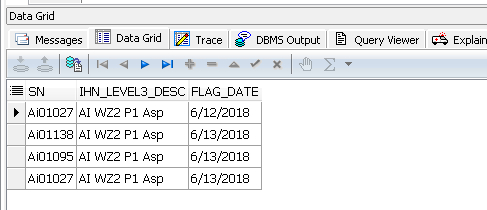 Data Grid
Messages Data Grid Trace DBMS Output Query Viewer Explain
SN IHN_LEVEL3_DESC FLAG_DATE
Ai01027 AI WZ2 P1 Asp 6/12/2018
Ai01138 AI WZ2 P1 Asp 6/13/2018
Ai01095 AI WZ2 P1 Asp 6/13/2018
Ai01027 AI WZ2 P1 Asp 6/13/2018